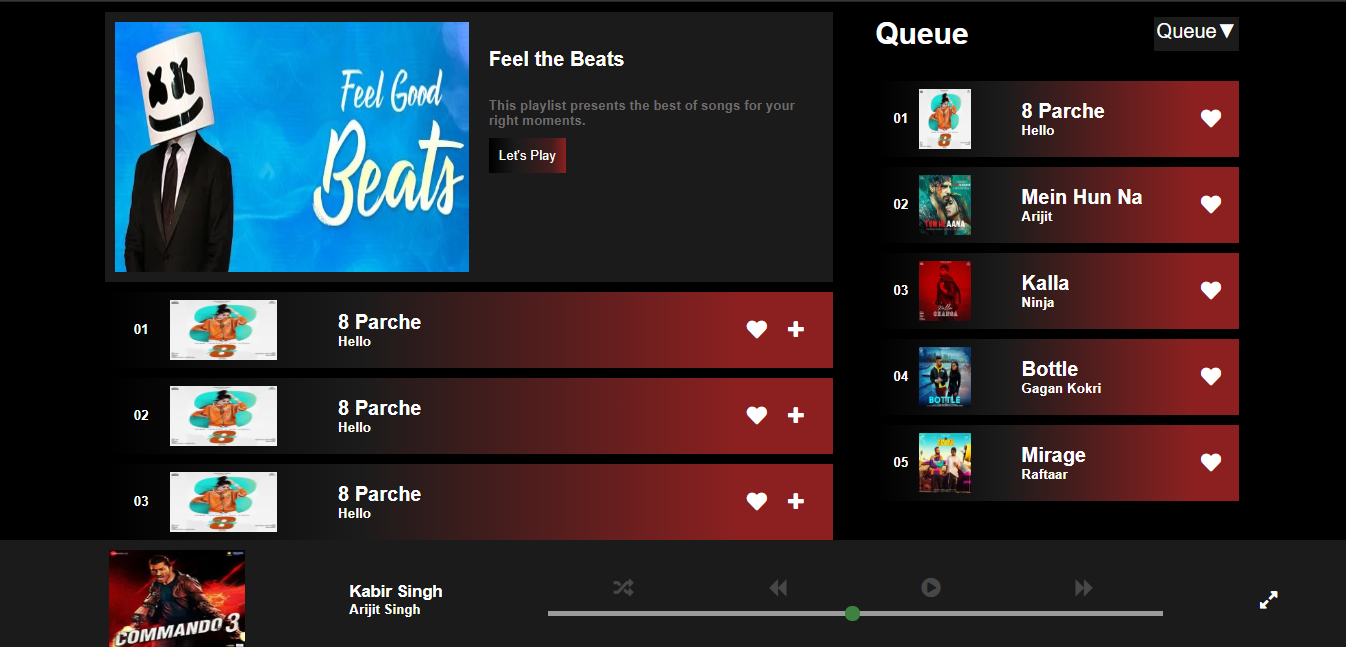 Feel Good
Beats
Feel the Beats
This playlist presents the best of songs for your
right moments.
Let's Play
01
8 Parche
Hello
02
8 Parche
Hello
03
8 Parche
Hello
Queue
Queue▼
01
8
8 Parche
Hello
02
Mein Hun Na
Arijit
03
Kalla
Ninja
04
BOTTLE
Bottle
Gagan Kokri
05
Mirage
Raftaar
COMMANDO 3
Kabir Singh
Arijit Singh